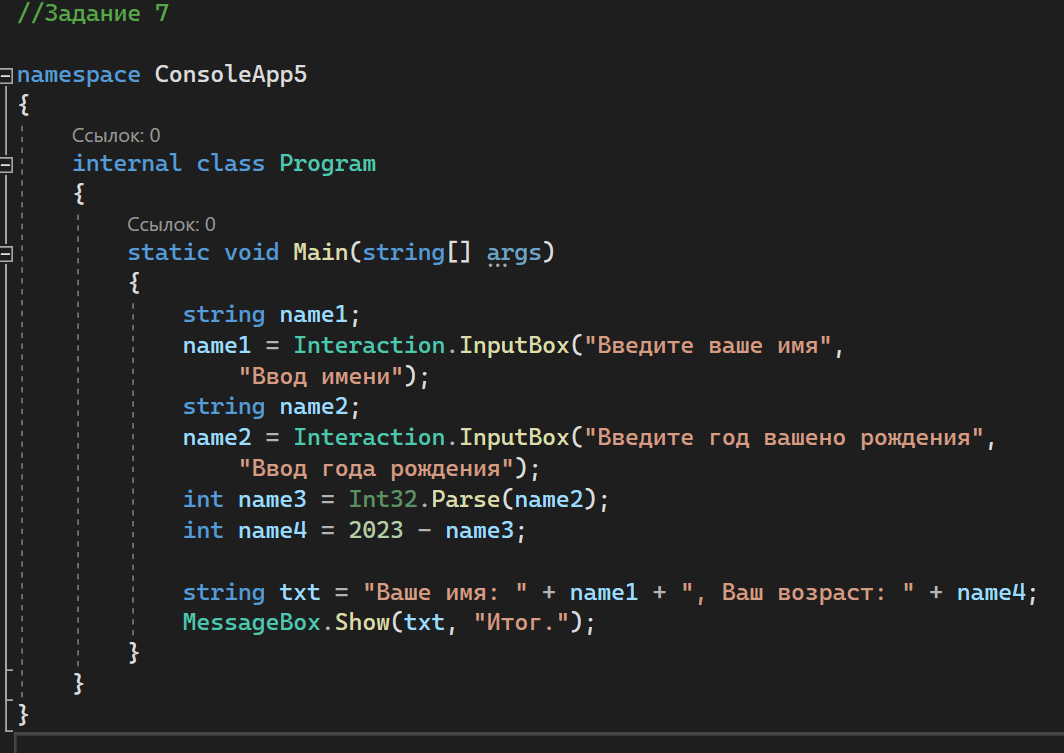 //Задание 7
namespace ConsoleApp5
{
Ссылок: 0
internal class Program
{
Ссылок: 0
static void Main(string[] args)
{
string name1;
name1 = Interaction.InputBox("Введите ваше имя",
"Ввод имени");
string name2;
name2 = Interaction.InputBox("Введите год вашено рождения",
"Ввод года рождения");
int name3 = Int32.Parse(name2);
int name4 = 2023 - name3;
string txt = "Ваше имя: " + name1 + ", Ваш возраст: " + name4;
MessageBox.Show(txt, "Итог.");
}
}
}